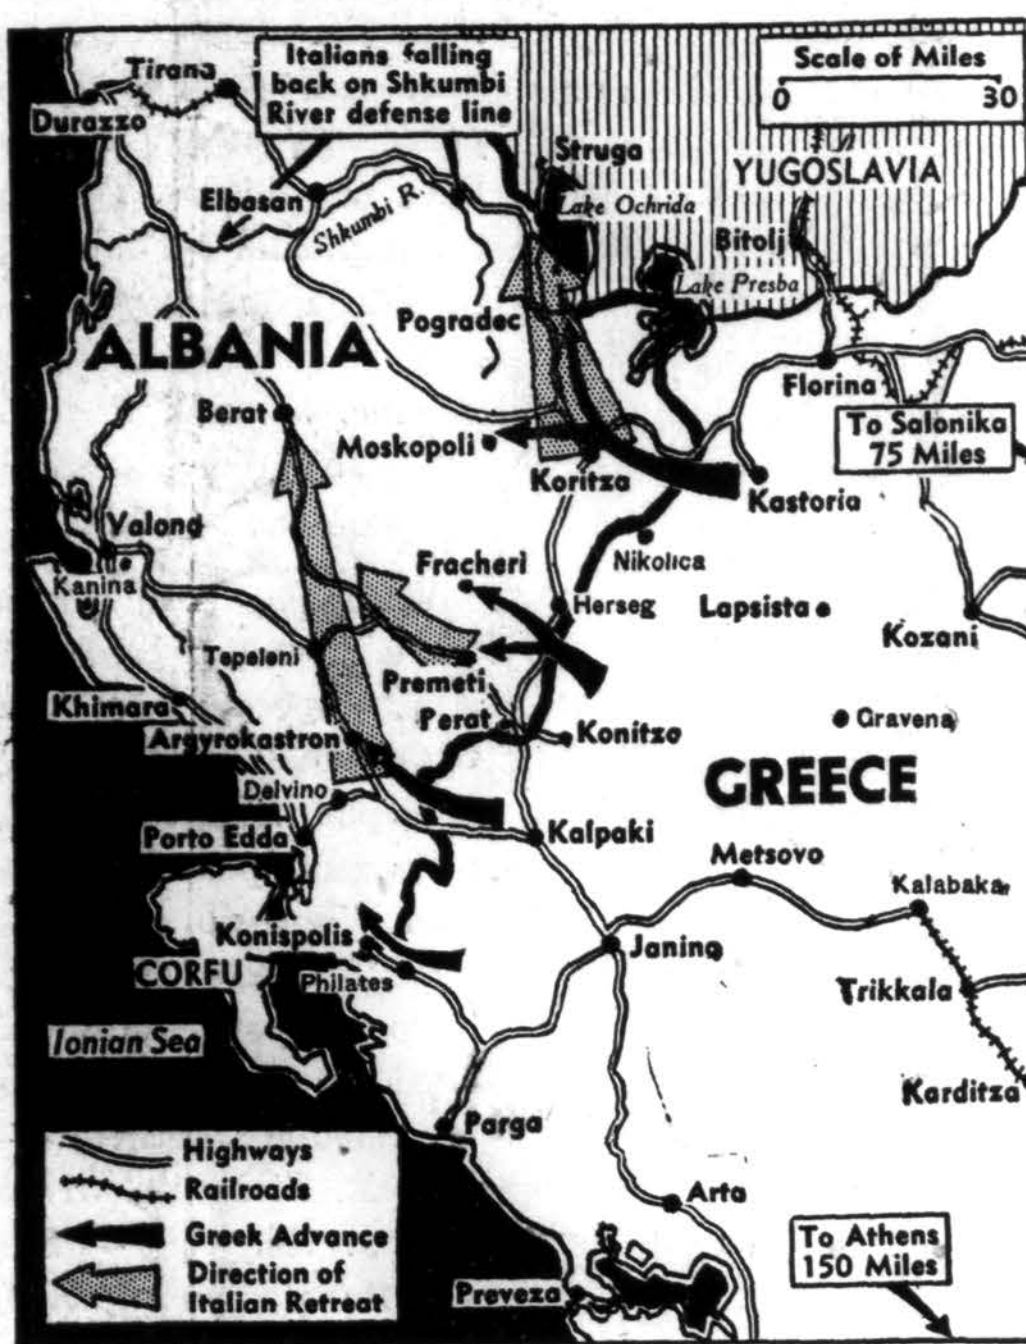 Italians falling
back on Shkumbi
River defense line
Scale of Miles
0 30
Tirana
Durazzo
Struga
YUGOSLAVIA
Elbasan
Shkumbi R.
Lake Ochrida
Bitolj
Lake Presba
Pogradec
ALBANIA
Florina
Berat
To Salonika
75 Miles
Moskopoli
Koritza
Kastoria
Valona
Nikolica
Fracheri
Kanina
Herseg
Lapsista
Kozani
Tepeleni
Premeti
Khimara
Perat
Gravena
Argyrokastron
Konitza
GREECE
Delvino
Porto Edda
Kalpaki
Metsovo
Kalabaka
Konispolis
Janina
CORFU
Philates
Trikkala
Ionian Sea
Karditza
Parga
Highways
Railroads
Arta
Greek Advance
To Athens
150 Miles
Direction of
Italian Retreat
Preveza